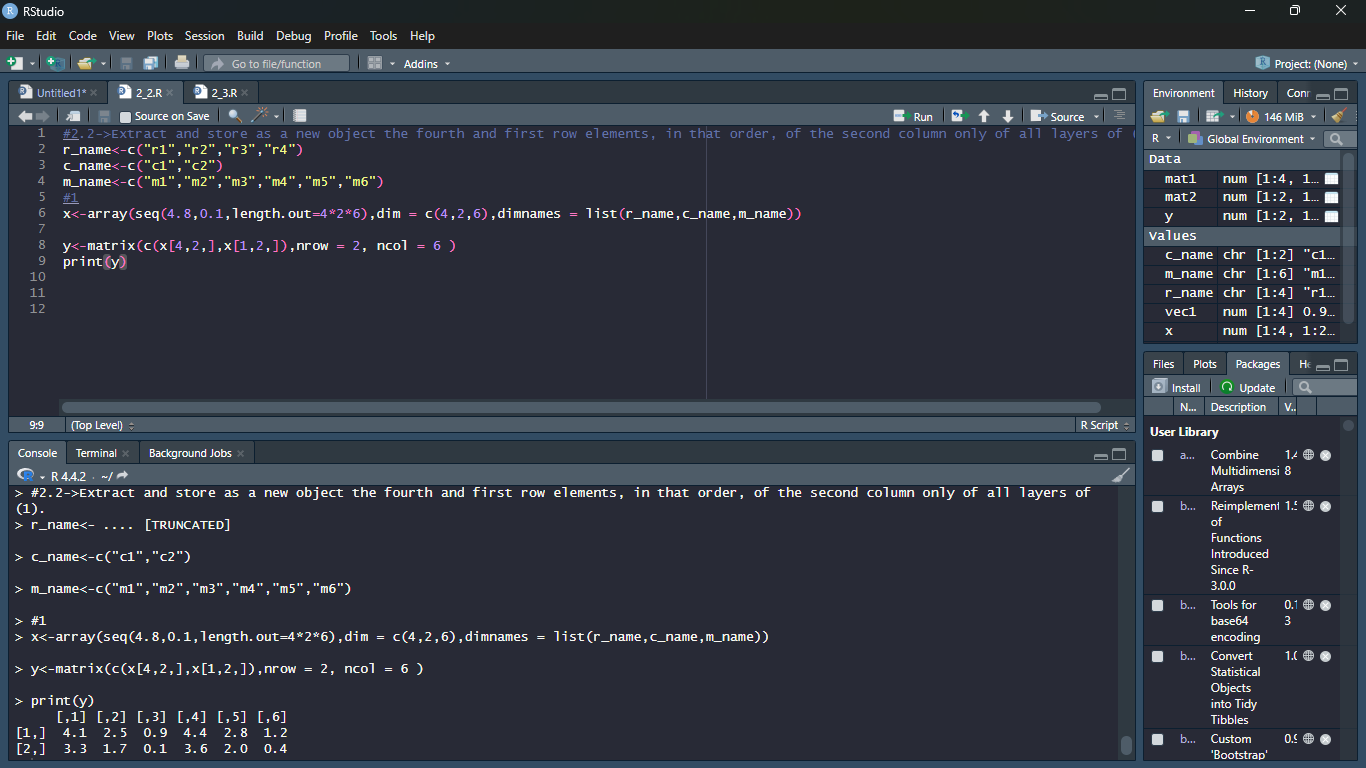 RStudio
File Edit Code View Plots Session Build Debug Profile Tools Help
Go to file/function Addins Project: (None)
Untitled1* 2_2.R 2_3.R
Source on Save Run Source
1 #2.2->Extract and store as a new object the fourth and first row elements, in that order, of the second column only of all layers of
2 r_name<-c("r1","r2","r3","r4")
3 c_name<-c("c1","c2")
4 m_name<-c("m1","m2","m3","m4","m5","m6")
5 #1
6 x<-array(seq(4.8,0.1,length.out=4*2*6),dim = c(4,2,6),dimnames = list(r_name,c_name,m_name))
7
8 y<-matrix(c(x[4,2,],x[1,2,]),nrow = 2, ncol = 6 )
9 print(y)
10
11
12
9:9 (Top Level) R Script
Console Terminal Background Jobs
R 4.4.2 · ~/
> #2.2->Extract and store as a new object the fourth and first row elements, in that order, of the second column only of all layers of
(1).
> r_name<- .... [TRUNCATED]
> c_name<-c("c1","c2")
> m_name<-c("m1","m2","m3","m4","m5","m6")
> #1
> x<-array(seq(4.8,0.1,length.out=4*2*6),dim = c(4,2,6),dimnames = list(r_name,c_name,m_name))
> y<-matrix(c(x[4,2,],x[1,2,]),nrow = 2, ncol = 6 )
> print(y)
[,1] [,2] [,3] [,4] [,5] [,6]
[1,] 4.1 2.5 0.9 4.4 2.8 1.2
[2,] 3.3 1.7 0.1 3.6 2.0 0.4
Environment History Conr
146 MiB
R Global Environment
Data
mat1 num [1:4, 1…
mat2 num [1:2, 1…
y num [1:2, 1…
Values
c_name chr [1:2] "c1…
m_name chr [1:6] "m1…
r_name chr [1:4] "r1…
vec1 num [1:4] 0.9…
x num [1:4, 1:2…
Files Plots Packages He
Install Update
N... Description V..
User Library
a... Combine 1.4
Multidimensi 8
Arrays
b... Reimplement 1.5
of
Functions
Introduced
Since R-
3.0.0
b... Tools for 0.1
base64 3
encoding
b... Convert 1.0
Statistical
Objects
into Tidy
Tibbles
b... Custom 0.9
'Bootstrap'